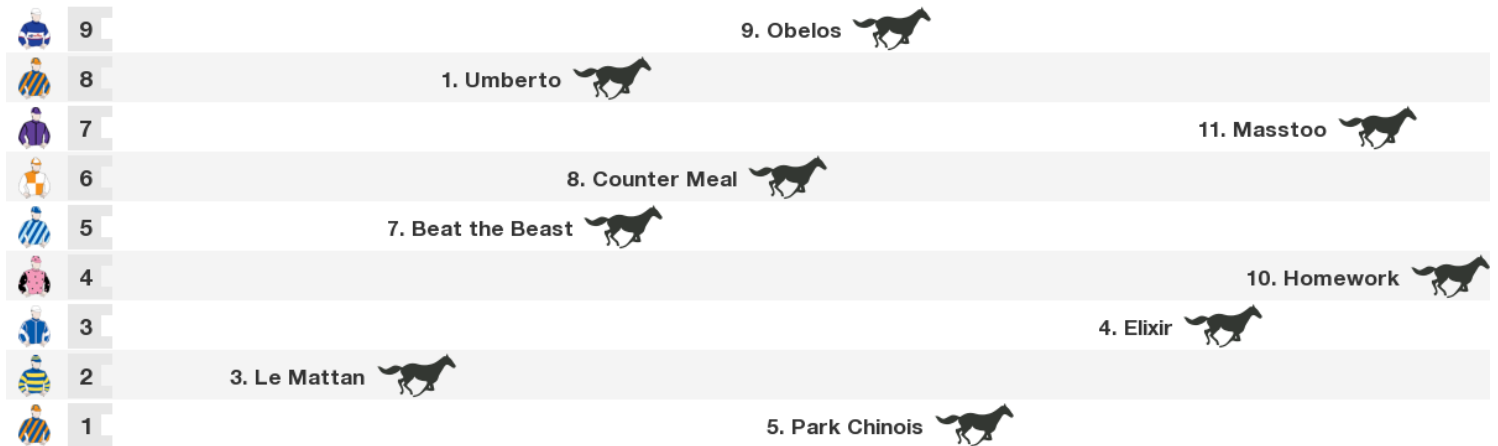 9 9. Obelos
8 1. Umberto
7 11. Masstoo
6 8. Counter Meal
5 7. Beat the Beast
4 10. Homework
3 4. Elixir
2 3. Le Mattan
1 5. Park Chinois